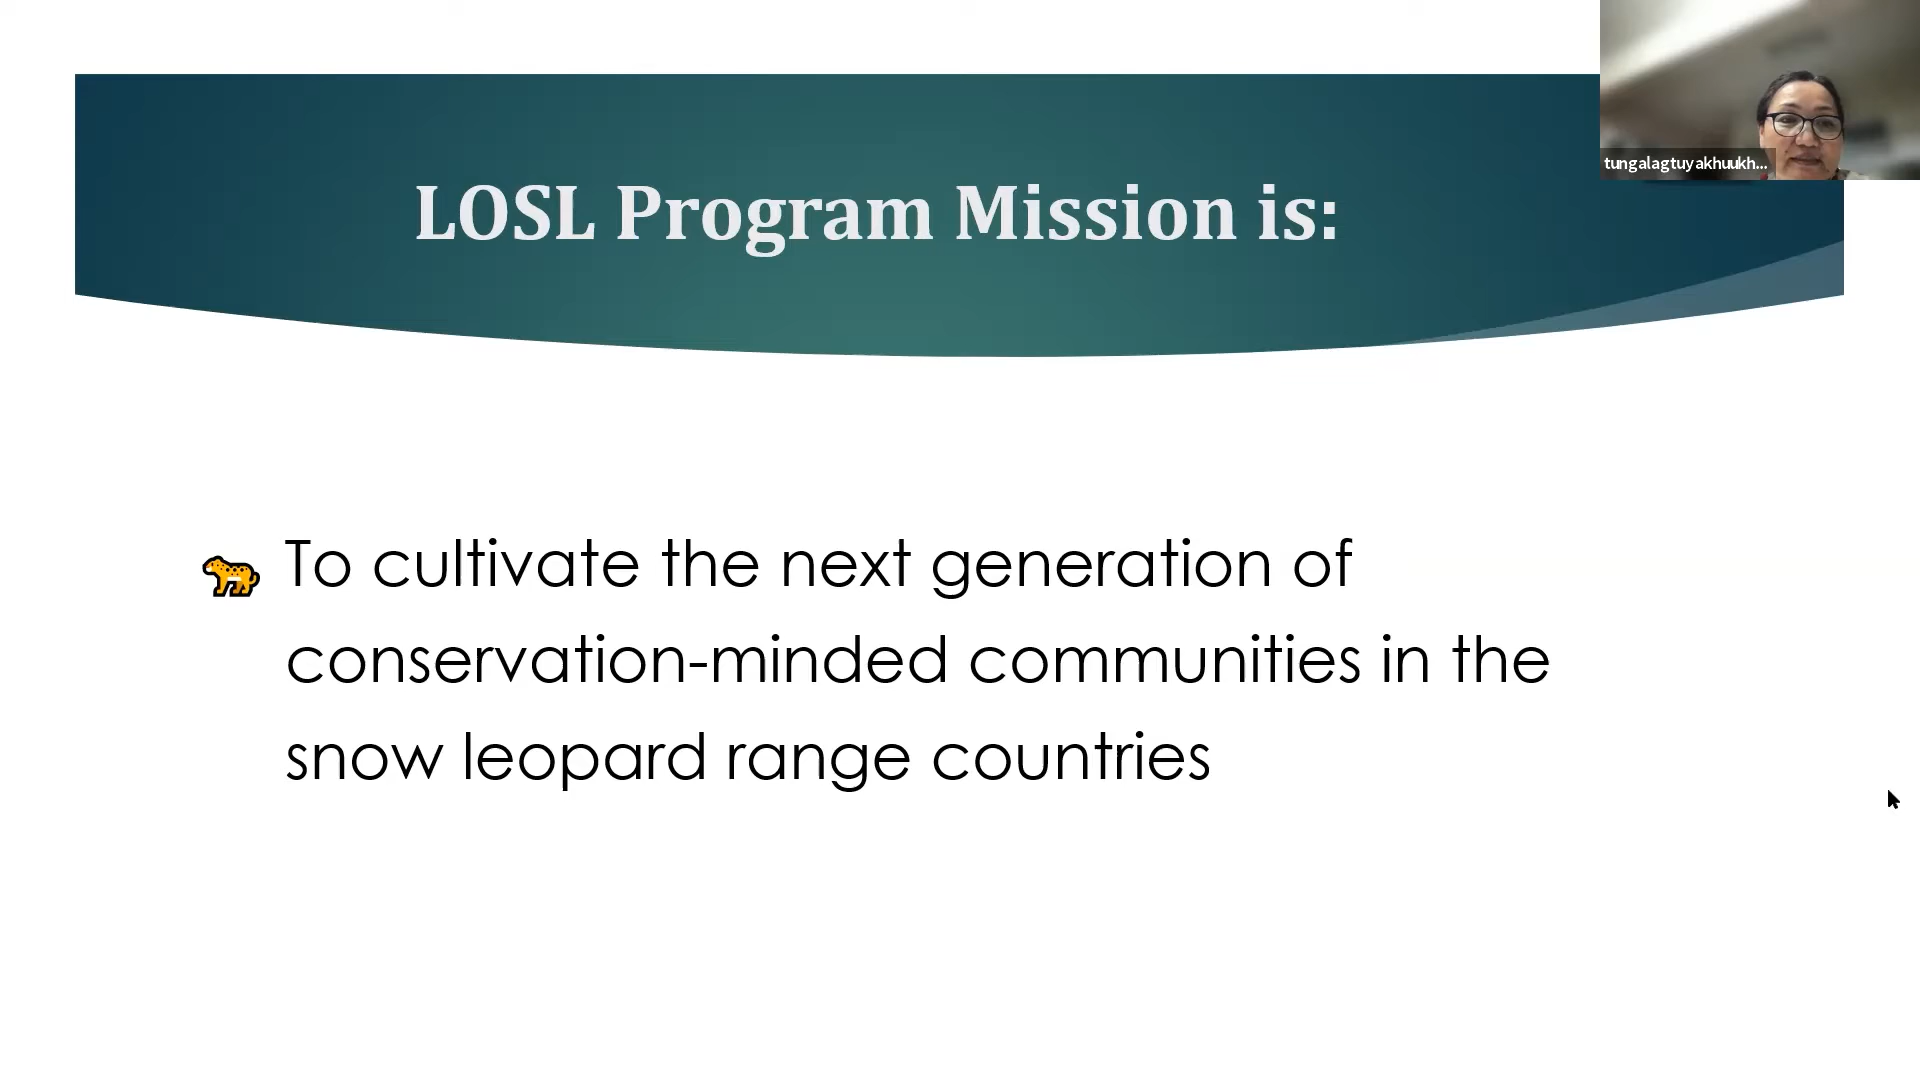 LOSL Program Mission is:
tungalagtuyakhuukh...
To cultivate the next generation of
conservation-minded communities in the
snow leopard range countries